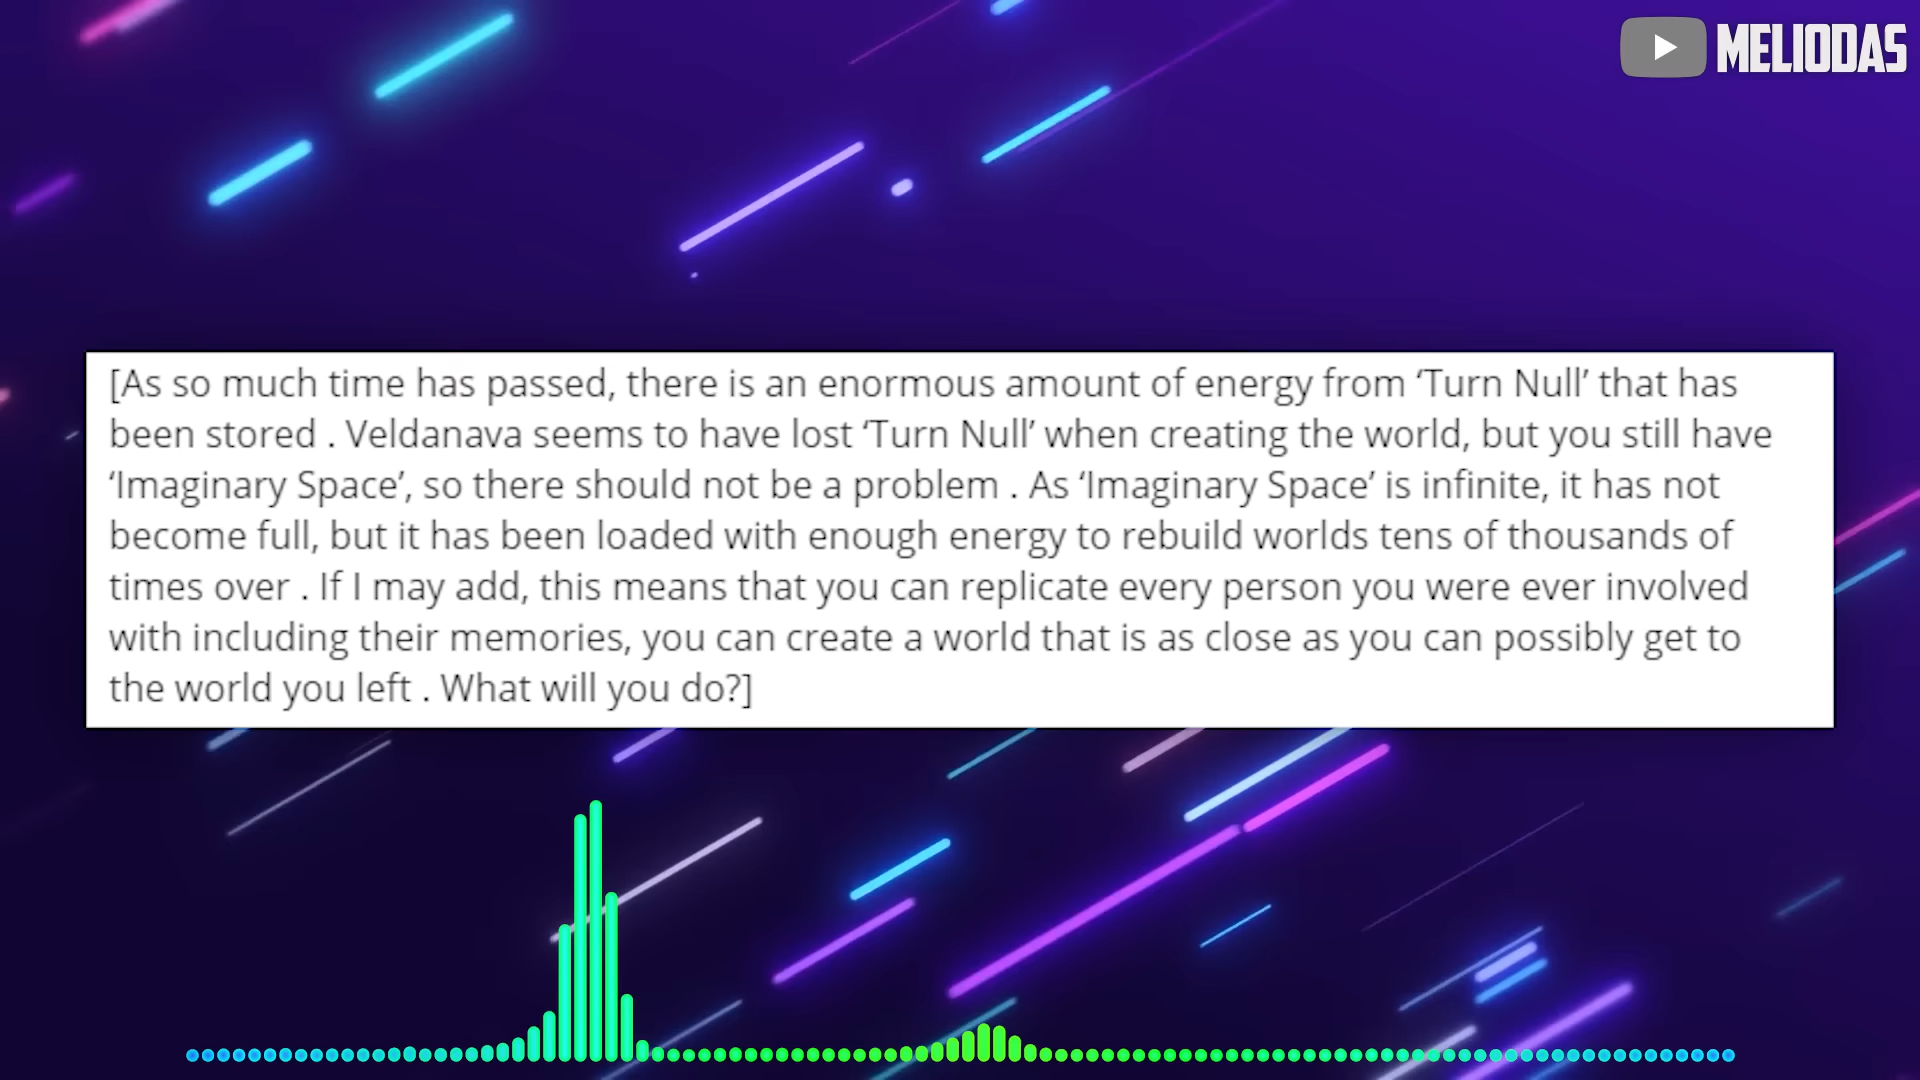 MELIODAS
[As so much time has passed, there is an enormous amount of energy from ‘Turn Null’ that has
been stored . Veldanava seems to have lost ‘Turn Null’ when creating the world, but you still have
‘Imaginary Space’, so there should not be a problem . As ‘Imaginary Space’ is infinite, it has not
become full, but it has been loaded with enough energy to rebuild worlds tens of thousands of
times over . If I may add, this means that you can replicate every person you were ever involved
with including their memories, you can create a world that is as close as you can possibly get to
the world you left . What will you do?]